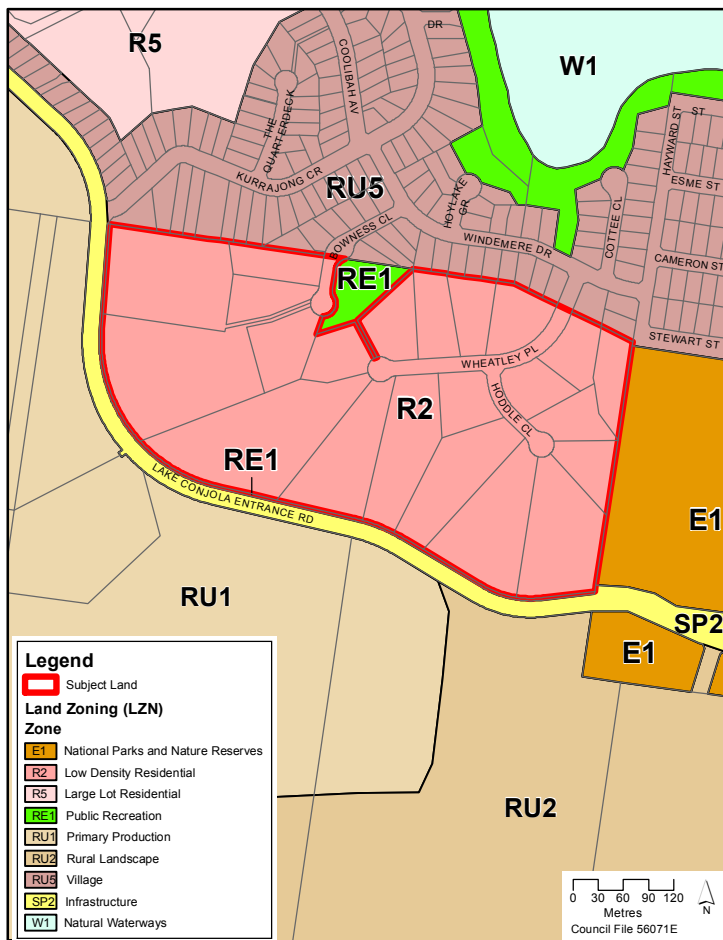 R5
DR
COOLIBAH AV
W1
THE
QUARTERDECK
HAYWARD ST
ST
KURRAJONG CR
RU5
ESME ST
HOYLAKE
GR
COTTEE CL
BOWNESS CL
WINDEMERE DR
CAMERON ST
RE1
STEWART ST
WHEATLEY PL
R2
HODDLE CL
RE1
LAKE CONJOLA ENTRANCE RD
E1
RU1
SP2
E1
RU2
Legend
Subject Land
Land Zoning (LZN)
Zone
E1 National Parks and Nature Reserves
R2 Low Density Residential
R5 Large Lot Residential
RE1 Public Recreation
RU1 Primary Production
RU2 Rural Landscape
RU5 Village
SP2 Infrastructure
W1 Natural Waterways
0 30 60 90 120
Metres
N
Council File 56071E